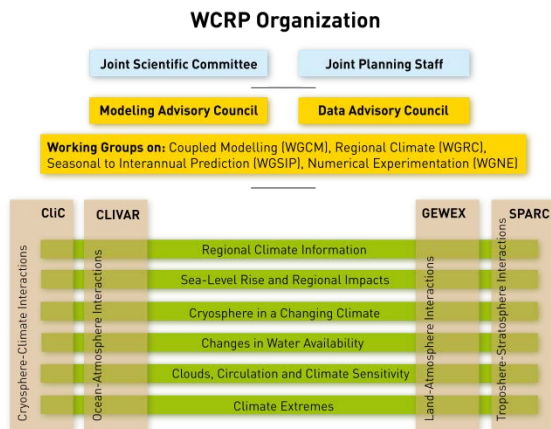 WCRP Organization
Joint Scientific Committee
Joint Planning Staff
Modeling Advisory Council
Data Advisory Council
Working Groups on: Coupled Modelling (WGCM), Regional Climate (WGRC),
Seasonal to Interannual Prediction (WGSIP), Numerical Experimentation (WGNE)
CliC
CLIVAR
GEWEX
SPARC
Cryosphere-Climate Interactions
Ocean-Atmosphere Interactions
Regional Climate Information
Sea-Level Rise and Regional Impacts
Cryosphere in a Changing Climate
Changes in Water Availability
Clouds, Circulation and Climate Sensitivity
Climate Extremes
Land-Atmosphere Interactions
Troposhere-Stratosphere Interactions